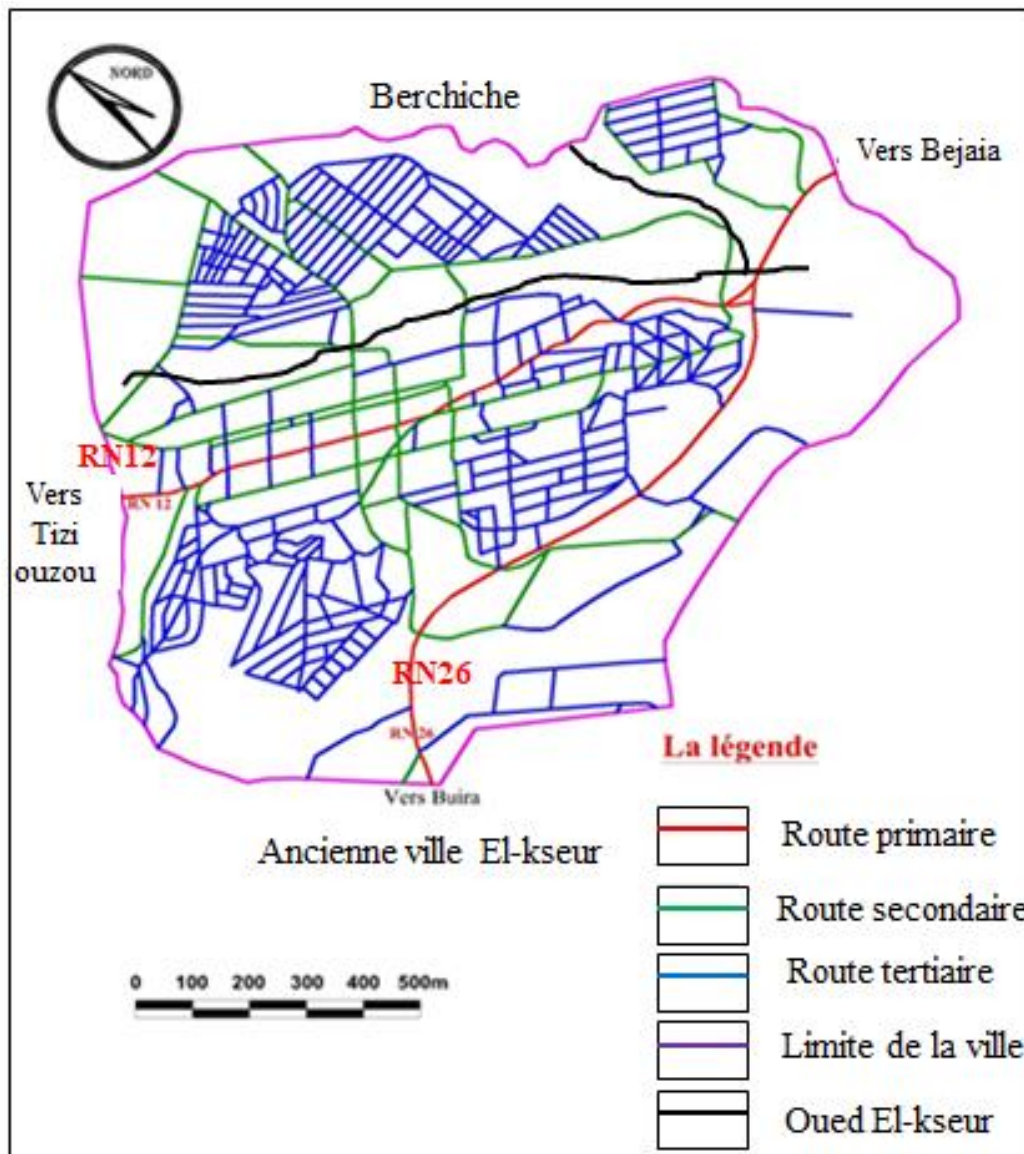 NORD
Berchiche
Vers Bejaia
RN12
RN 12
Vers
Tizi
ouzou
RN26
RN 26
Vers Buira
La légende
Ancienne ville El-kseur
Route primaire
Route secondaire
Route tertiaire
Limite de la ville
Oued El-kseur
0 100 200 300 400 500m